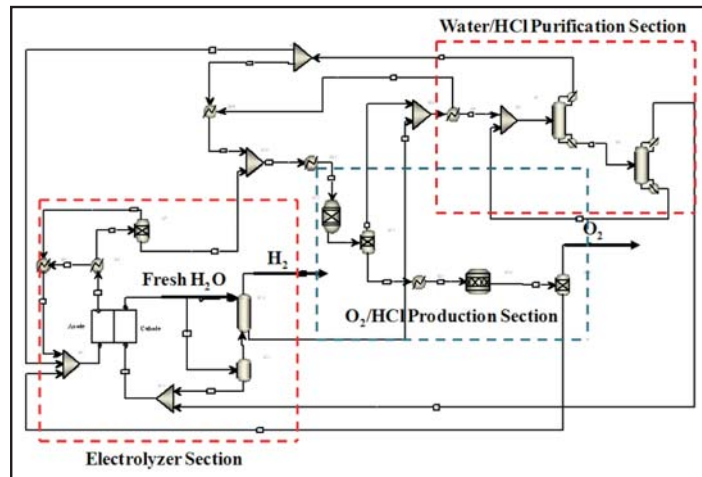 Water/HCl Purification Section
O₂
H₂
Fresh H₂O
O₂/HCl Production Section
Anode
Cathode
Electrolyzer Section